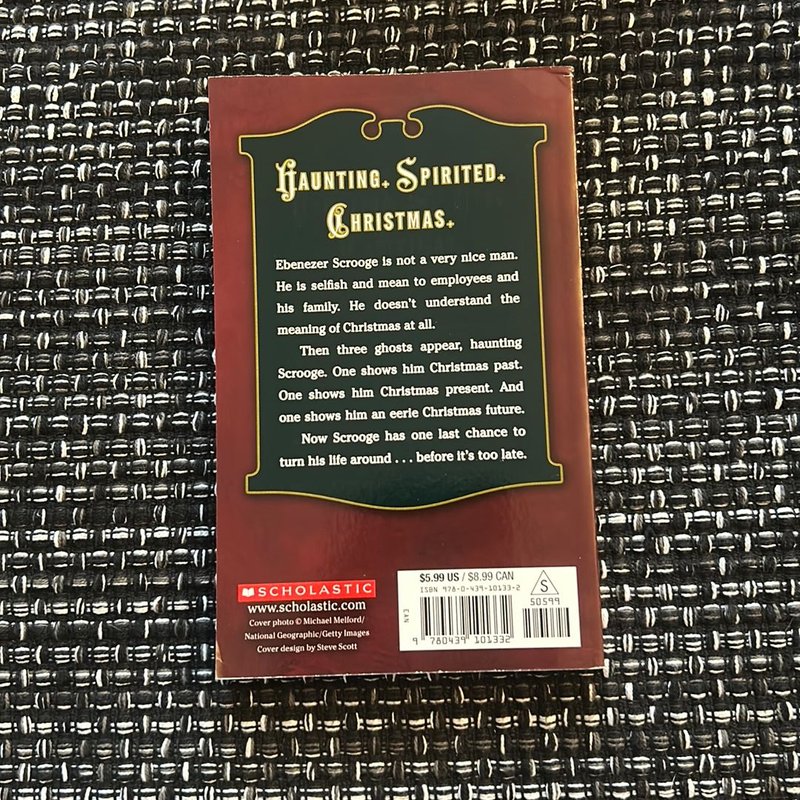 HAUNTING. SPIRITED.
CHRISTMAS.
Ebenezer Scrooge is not a very nice man.
He is selfish and mean to employees and
his family. He doesn't understand the
meaning of Christmas at all.
Then three ghosts appear, haunting
Scrooge. One shows him Christmas past.
One shows him Christmas present. And
one shows him an eerie Christmas future.
Now Scrooge has one last chance to
turn his life around . . . before it's too late.
SCHOLASTIC
www.scholastic.com
Cover photo © Michael Melford/
National Geographic/Getty Images
Cover design by Steve Scott
$5.99 US / $8.99 CAN
ISBN 978-0-439-10133-2
EAN
9 780439 101332
S
50599